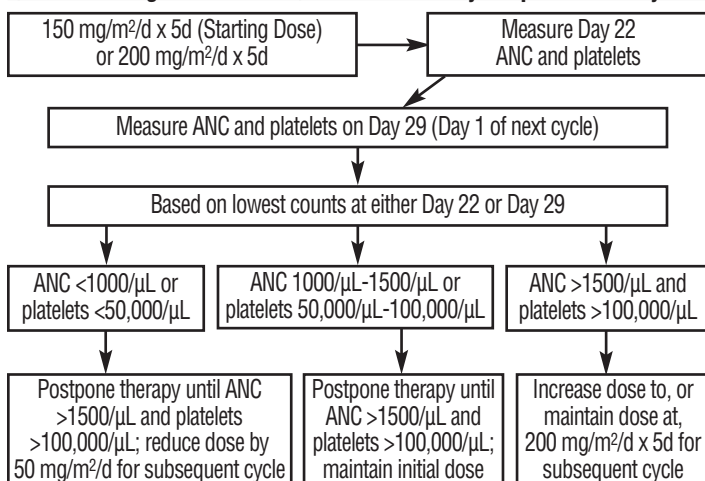 150 mg/m²/d x 5d (Starting Dose)
or 200 mg/m²/d x 5d
Measure Day 22
ANC and platelets
Measure ANC and platelets on Day 29 (Day 1 of next cycle)
Based on lowest counts at either Day 22 or Day 29
ANC <1000/µL or
platelets <50,000/µL
ANC 1000/µL-1500/µL or
platelets 50,000/µL-100,000/µL
ANC >1500/µL and
platelets >100,000/µL
Postpone therapy until ANC
>1500/µL and platelets
>100,000/µL; reduce dose by
50 mg/m²/d for subsequent cycle
Postpone therapy until
ANC >1500/µL and
platelets >100,000/µL;
maintain initial dose
Increase dose to, or
maintain dose at,
200 mg/m²/d x 5d for
subsequent cycle